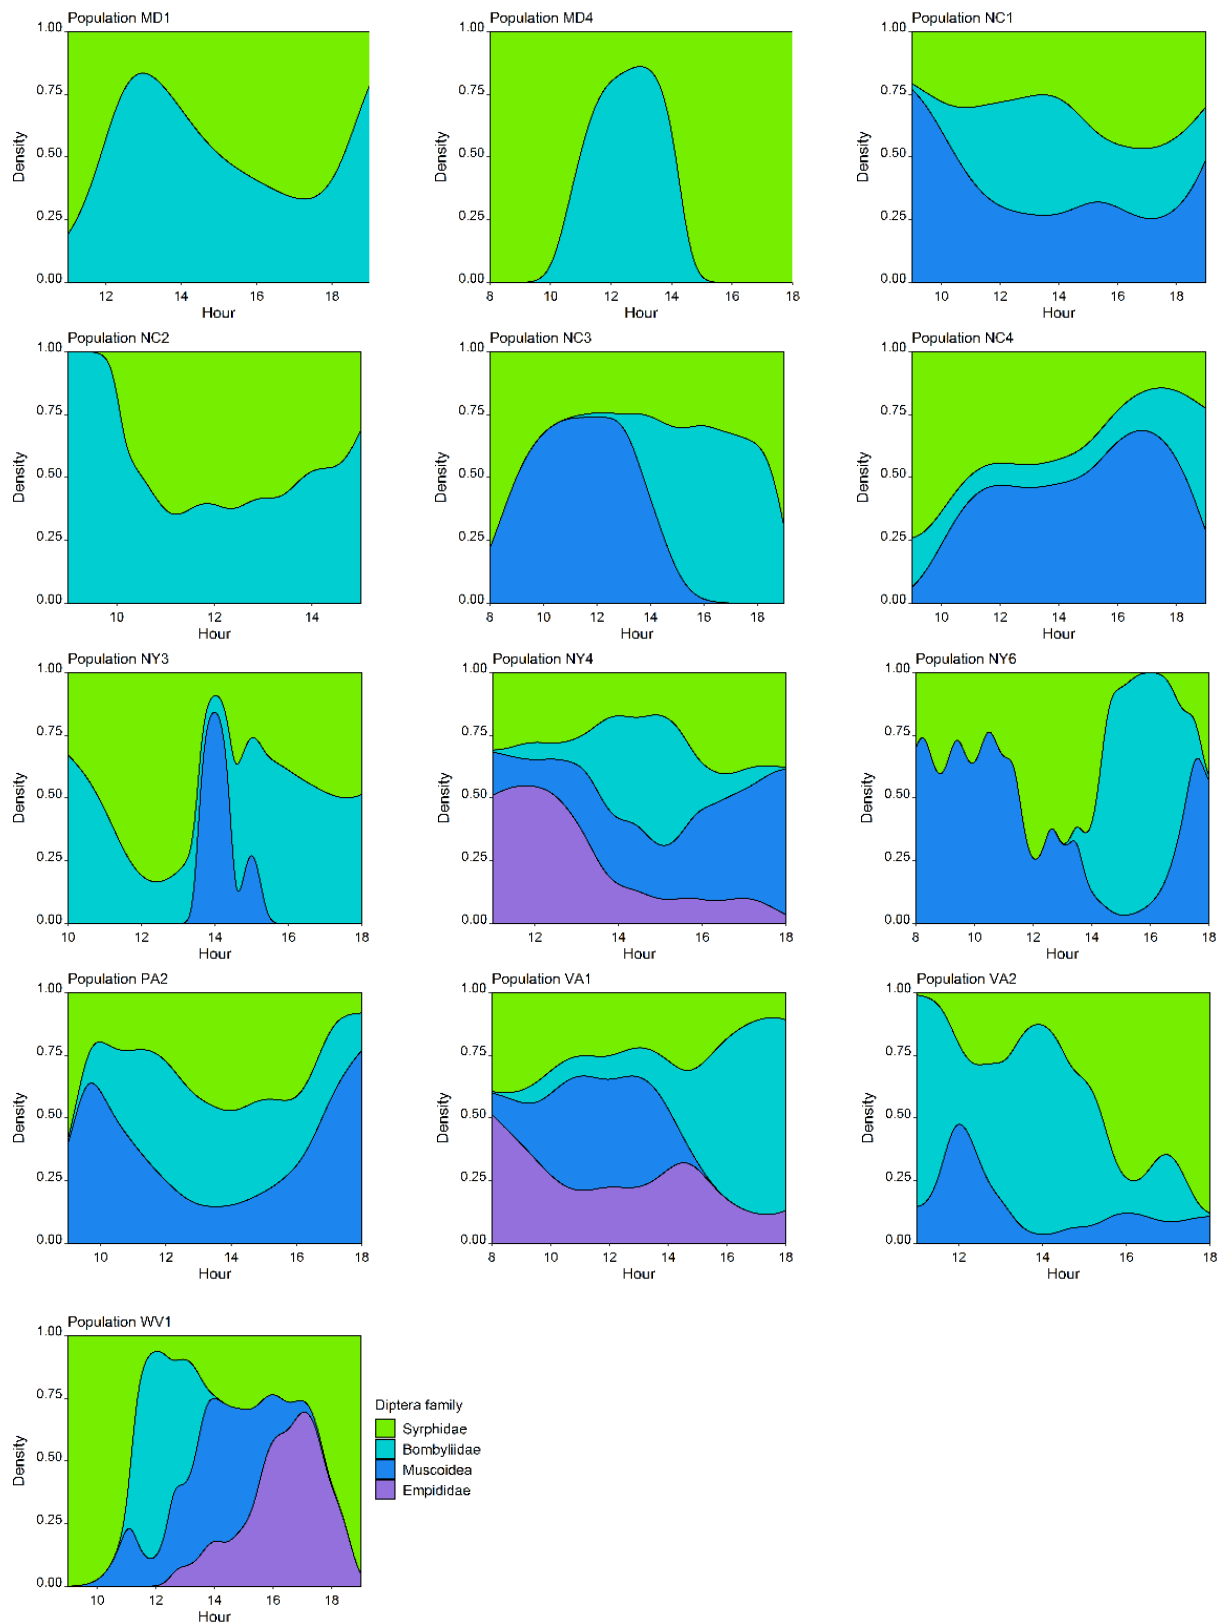 Population MD1
Population MD4
Population NC1
1.00
0.75
0.50
0.25
0.00
Density
12 14 16 18
Hour
1.00
0.75
0.50
0.25
0.00
Density
8 10 12 14 16 18
Hour
1.00
0.75
0.50
0.25
0.00
Density
10 12 14 16 18
Hour
Population NC2
Population NC3
Population NC4
1.00
0.75
0.50
0.25
0.00
Density
10 12 14
Hour
1.00
0.75
0.50
0.25
0.00
Density
8 10 12 14 16 18
Hour
1.00
0.75
0.50
0.25
0.00
Density
10 12 14 16 18
Hour
Population NY3
Population NY4
Population NY6
1.00
0.75
0.50
0.25
0.00
Density
10 12 14 16 18
Hour
1.00
0.75
0.50
0.25
0.00
Density
12 14 16 18
Hour
1.00
0.75
0.50
0.25
0.00
Density
8 10 12 14 16 18
Hour
Population PA2
Population VA1
Population VA2
1.00
0.75
0.50
0.25
0.00
Density
10 12 14 16 18
Hour
1.00
0.75
0.50
0.25
0.00
Density
8 10 12 14 16 18
Hour
1.00
0.75
0.50
0.25
0.00
Density
12 14 16 18
Hour
Population WV1
1.00
0.75
0.50
0.25
0.00
Density
10 12 14 16 18
Hour
Diptera family
Syrphidae
Bombyliidae
Muscoidea
Empididae